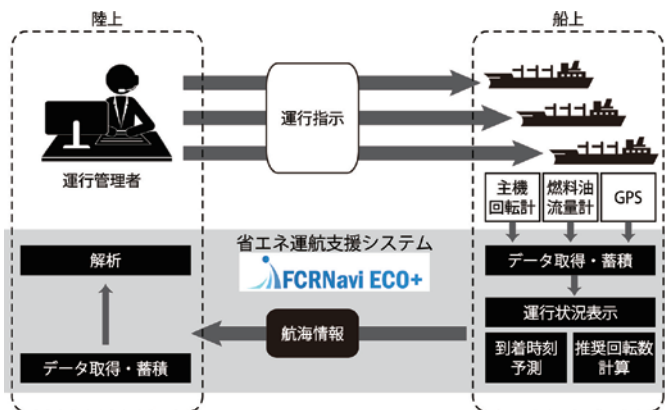 陸上
船上
運行指示
運行管理者
主機
回転計
燃料油
流量計
GPS
省エネ運航支援システム
FCRNavi ECO+
解析
データ取得・蓄積
運行状況表示
航海情報
到着時刻
予測
推奨回転数
計算
データ取得・蓄積